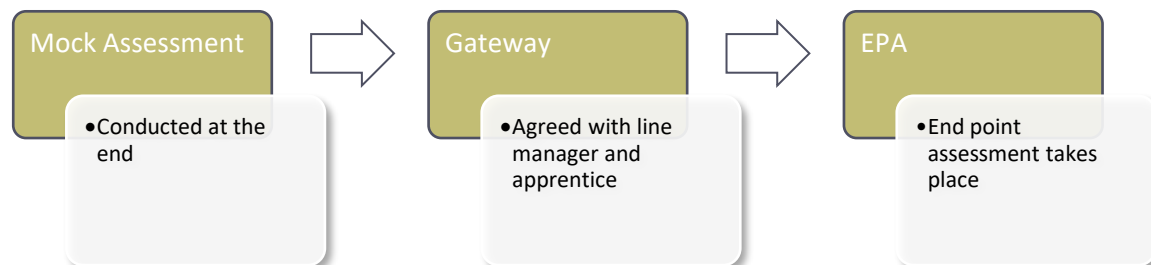 Mock Assessment
•Conducted at the
end
Gateway
•Agreed with line
manager and
apprentice
EPA
•End point
assessment takes
place